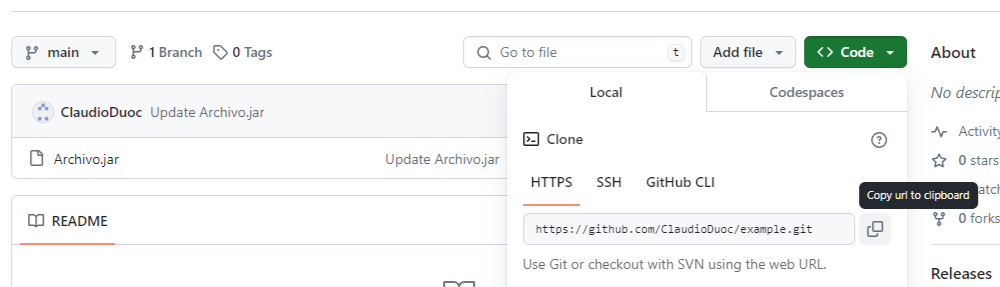 main
1 Branch
0 Tags
Go to file
t
Add file
<> Code
About
ClaudioDuoc
Update Archivo.jar
Local
Codespaces
No descrip
Archivo.jar
Update Archivo.jar
Clone
Activity
0 stars
HTTPS
SSH
GitHub CLI
Copy url to clipboard
atch
0 forks
README
https://github.com/ClaudioDuoc/example.git
Use Git or checkout with SVN using the web URL.
Releases